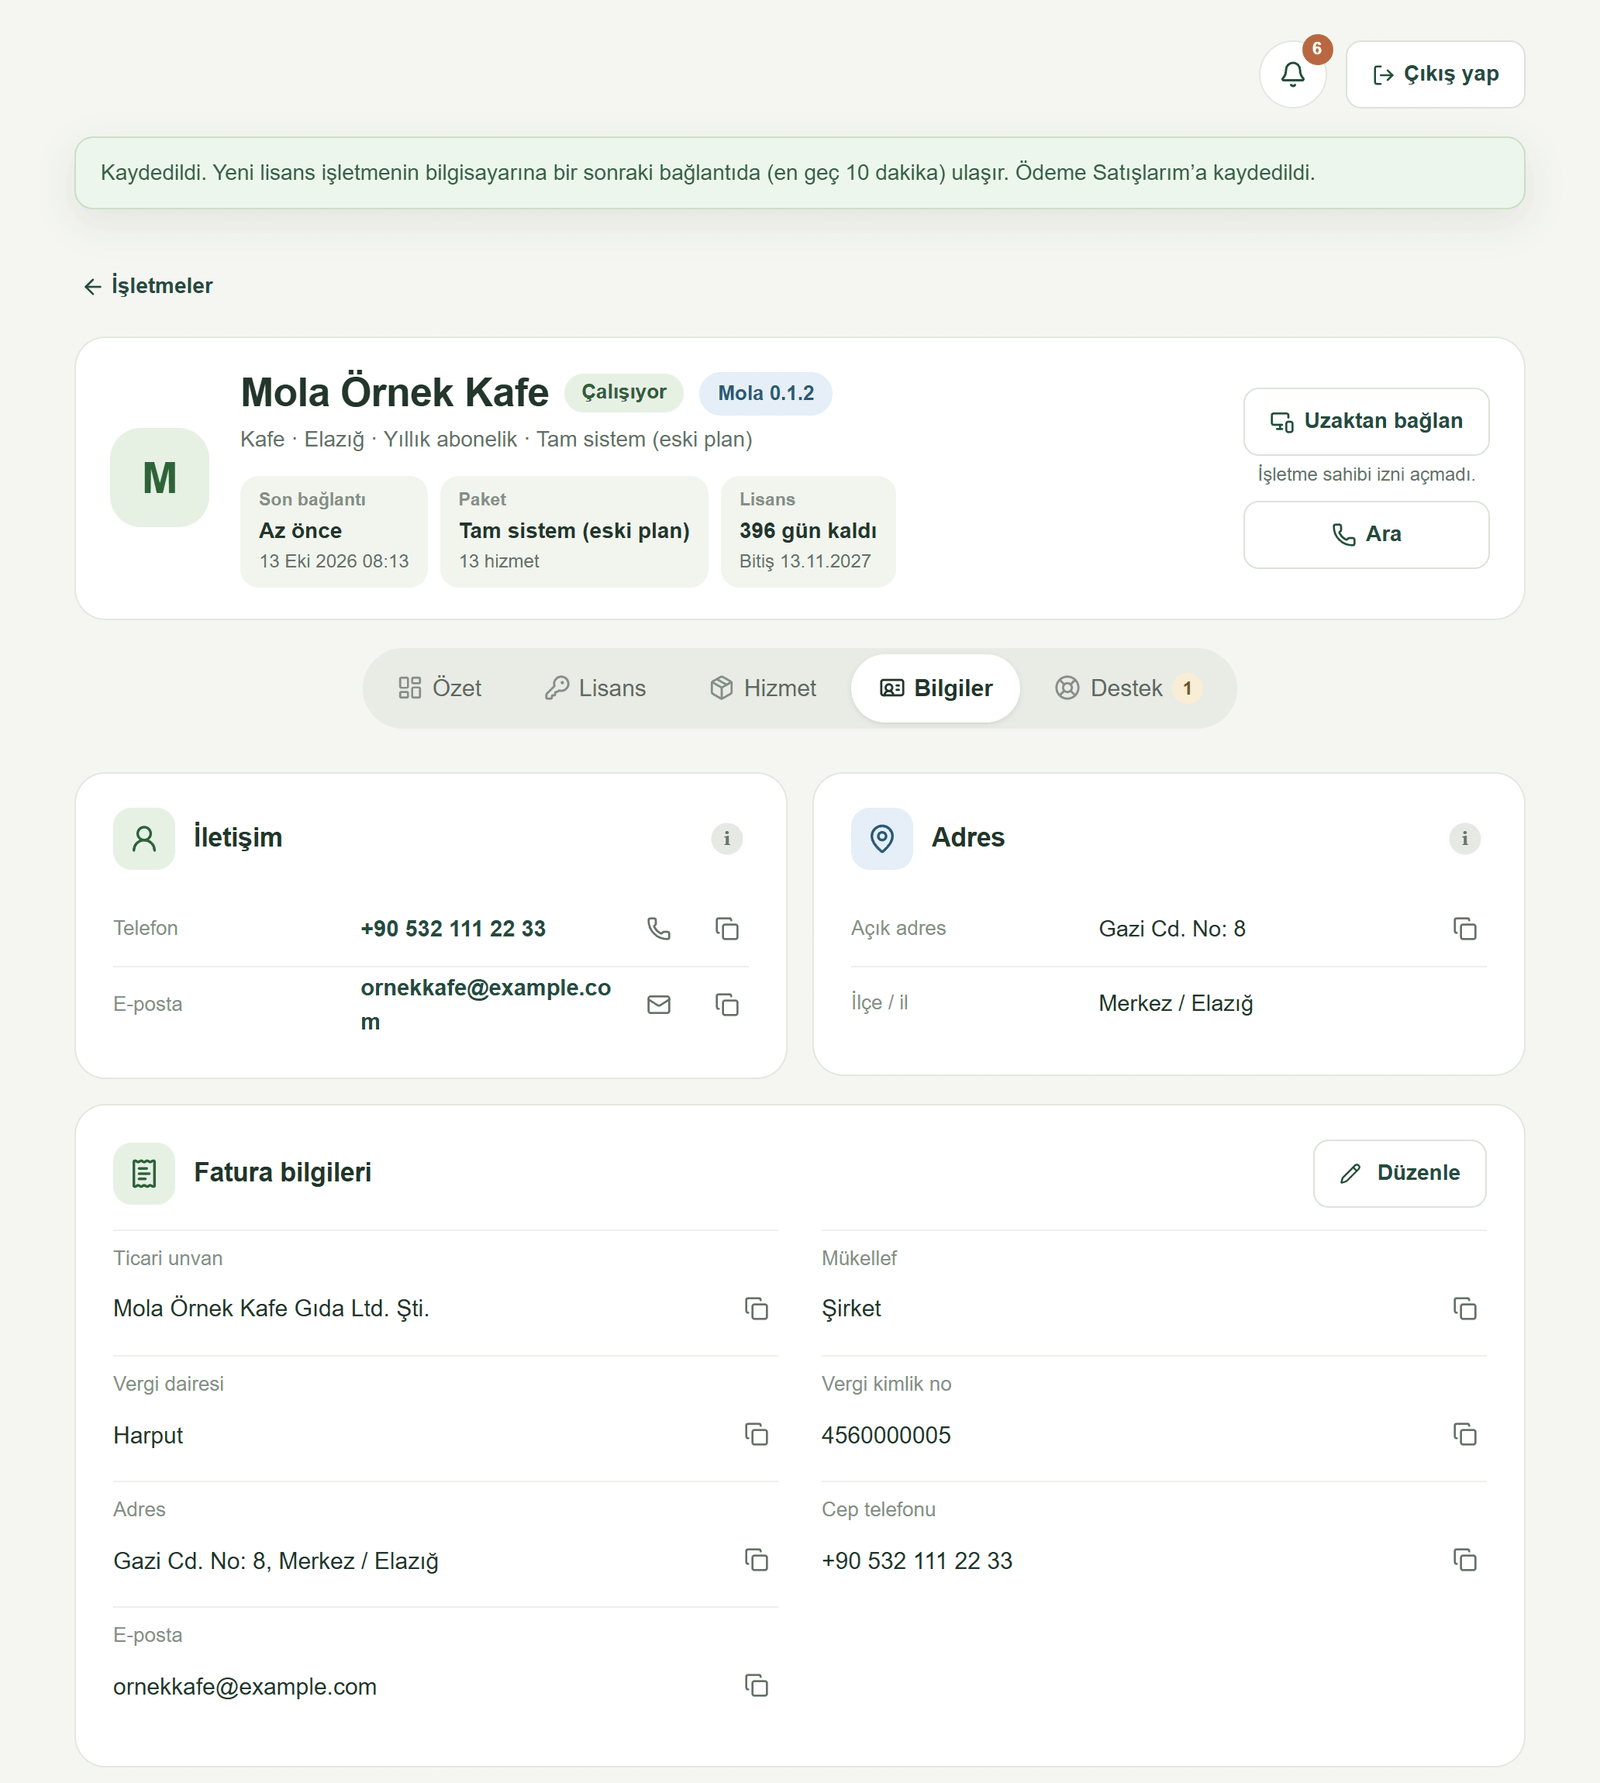 6
Çıkış yap
Kaydedildi. Yeni lisans işletmenin bilgisayarına bir sonraki bağlantıda (en geç 10 dakika) ulaşır. Ödeme Satışlarım’a kaydedildi.
İşletmeler
M
Mola Örnek Kafe
Çalışıyor
Mola 0.1.2
Kafe · Elazığ · Yıllık abonelik · Tam sistem (eski plan)
Son bağlantı
Az önce
13 Eki 2026 08:13
Paket
Tam sistem (eski plan)
13 hizmet
Lisans
396 gün kaldı
Bitiş 13.11.2027
Uzaktan bağlan
İşletme sahibi izni açmadı.
Ara
Özet
Lisans
Hizmet
Bilgiler
Destek 1
İletişim
i
Telefon
+90 532 111 22 33
E-posta
ornekkafe@example.co
m
Adres
i
Açık adres
Gazi Cd. No: 8
İlçe / il
Merkez / Elazığ
Fatura bilgileri
Düzenle
Ticari unvan
Mola Örnek Kafe Gıda Ltd. Şti.
Mükellef
Şirket
Vergi dairesi
Harput
Vergi kimlik no
4560000005
Adres
Gazi Cd. No: 8, Merkez / Elazığ
Cep telefonu
+90 532 111 22 33
E-posta
ornekkafe@example.com